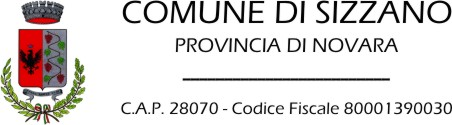 COMUNE DI SIZZANO
PROVINCIA DI NOVARA
C.A.P. 28070 - Codice Fiscale 80001390030